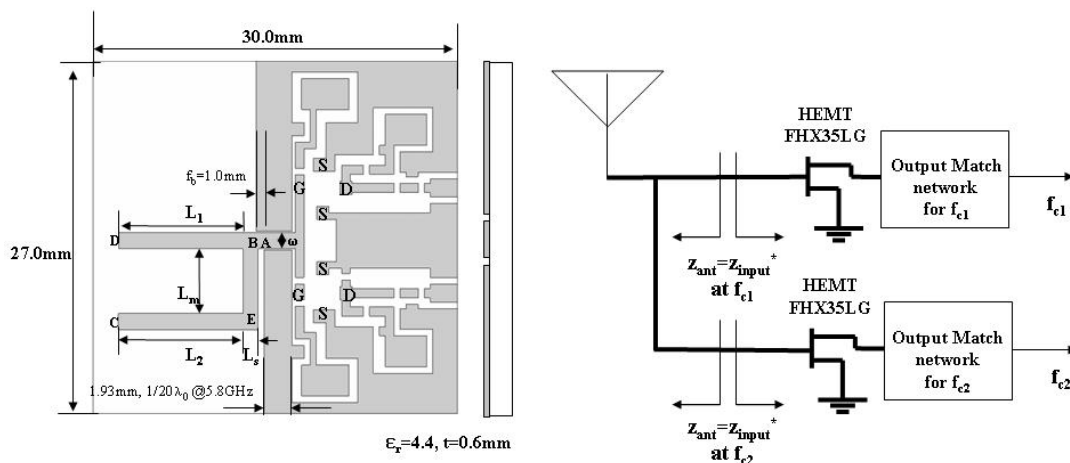 30.0mm
fb=1.0mm
S
G
D
L1
S
D
B
A
ω
27.0mm
Lm
S
G
D
C
E
S
L2
Ls
1.93mm, 1/20λ0 @5.8GHz
εr=4.4, t=0.6mm
HEMT
FHX35LG
Output Match
network
for fc1
fc1
zant=zinput*
at fc1
HEMT
FHX35LG
Output Match
network
for fc2
fc2
zant=zinput*
at fc2